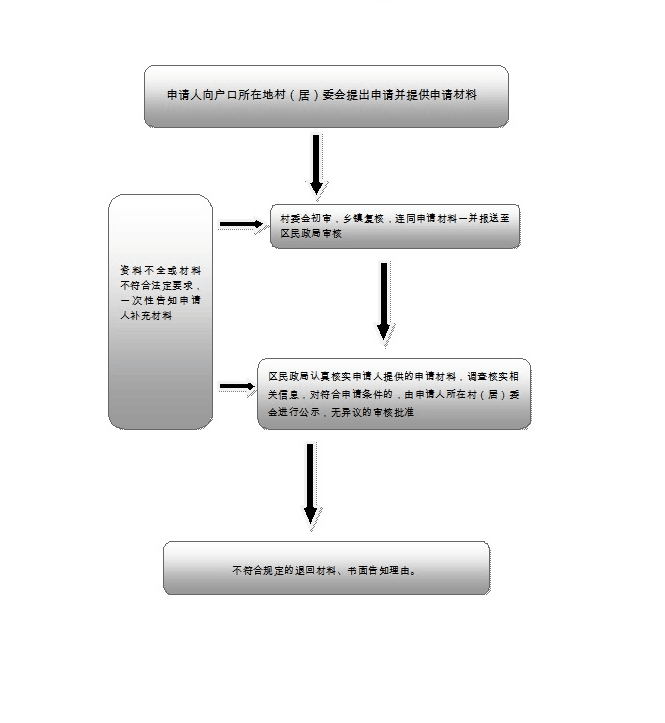 申请人向户口所在地村（居）委会提出申请并提供申请材料
村委会初审，乡镇复核，连同申请材料一并报送至
区民政局审核
资料不全或材料
不符合法定要求，
一次性告知申请
人补充材料
区民政局认真核实申请人提供的申请材料，调查核实相
关信息，对符合申请条件的，由申请人所在村（居）委
会进行公示，无异议的审核批准
不符合规定的退回材料、书面告知理由。